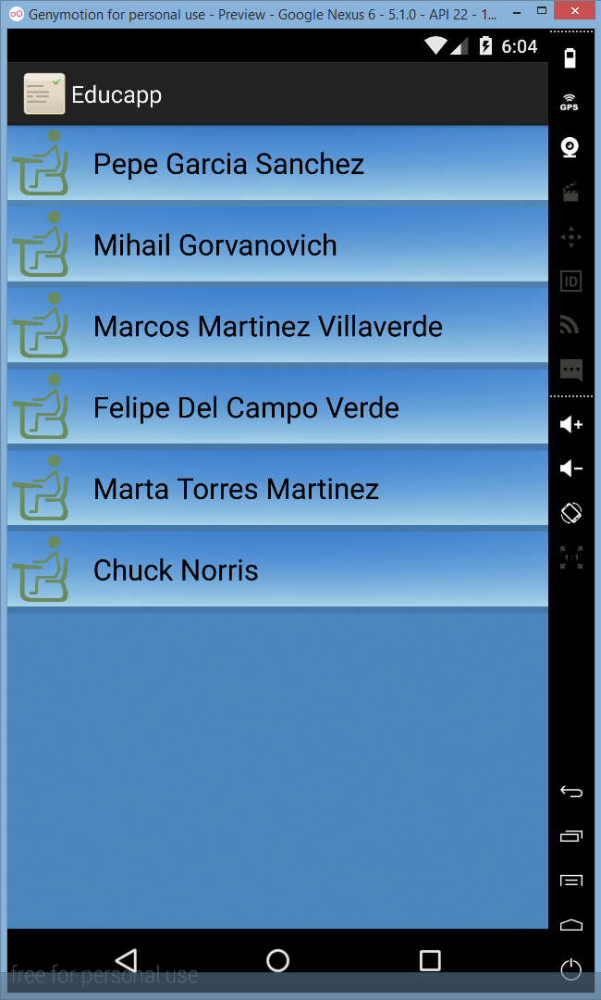 Genymotion for personal use - Preview - Google Nexus 6 - 5.1.0 - API 22 - 1...
6:04
GPS
Educapp
Pepe Garcia Sanchez
Mihail Gorvanovich
ID
Marcos Martinez Villaverde
Felipe Del Campo Verde
Marta Torres Martinez
Chuck Norris
1:1
free for personal use